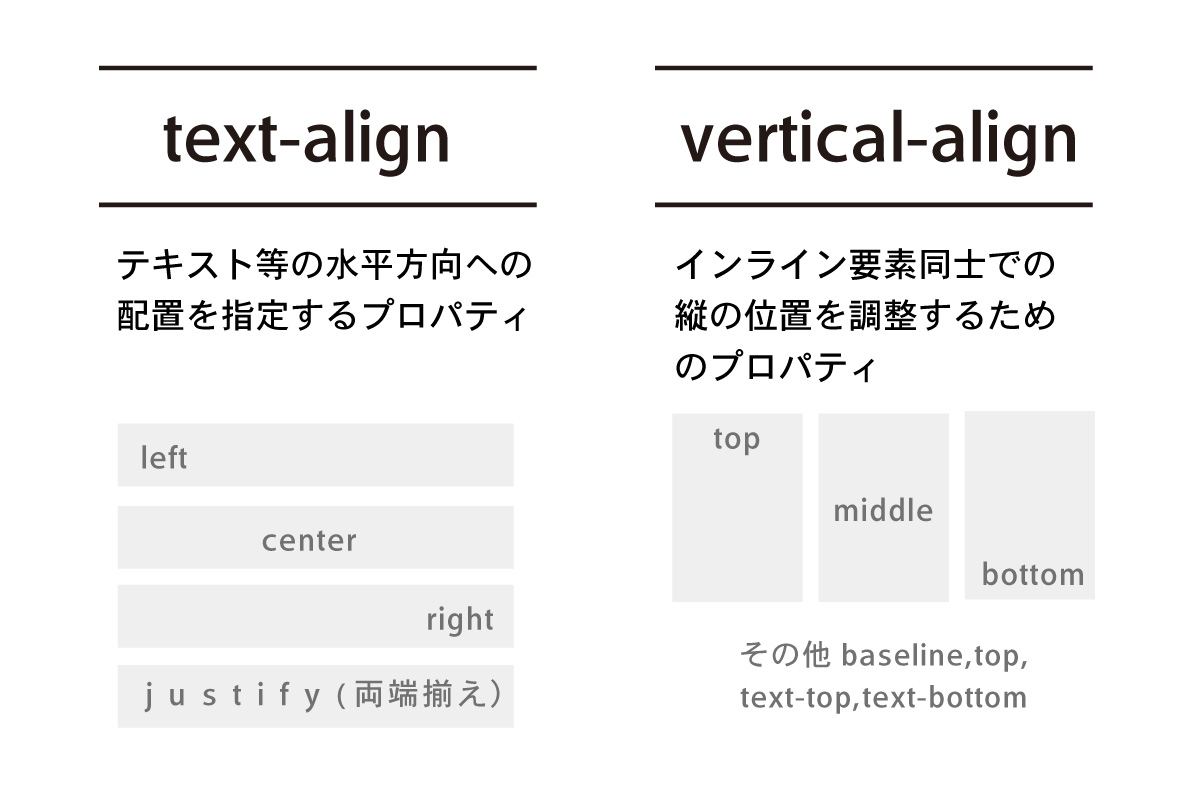 text-align
テキスト等の水平方向への
配置を指定するプロパティ
left
center
right
justify(両端揃え)
vertical-align
インライン要素同士での
縦の位置を調整するため
のプロパティ
top
middle
bottom
その他 baseline,top,
text-top,text-bottom